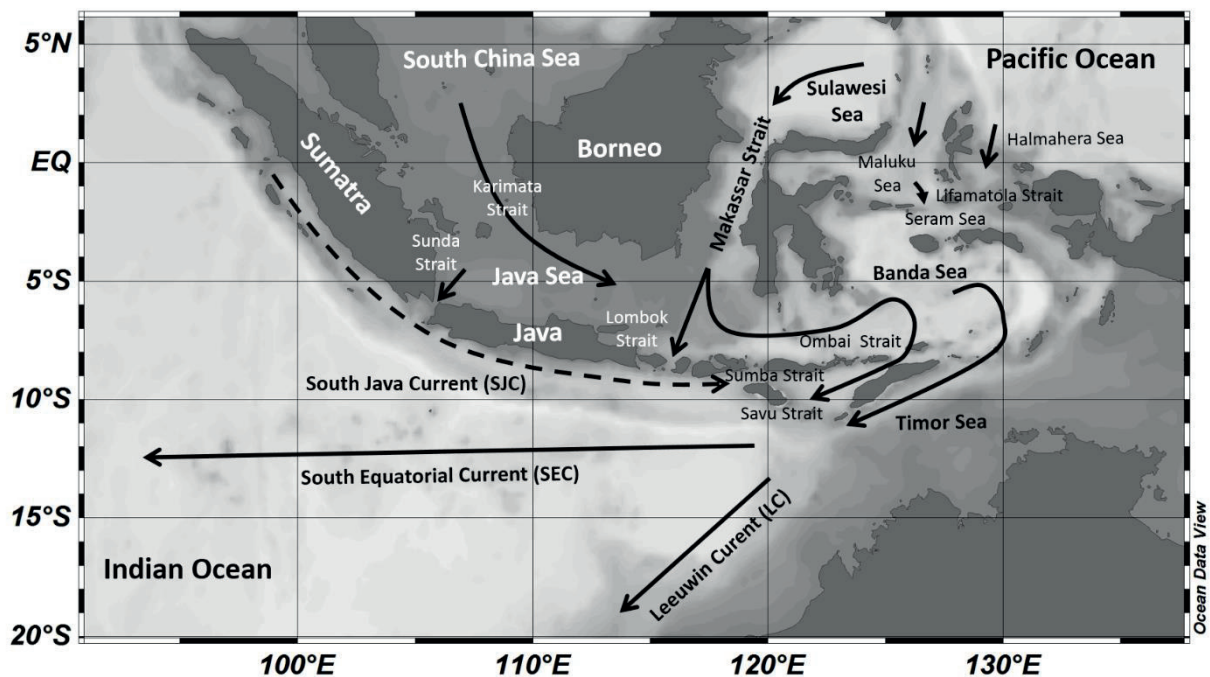 5°N
EQ
5°S
10°S
15°S
20°S
100°E
110°E
120°E
130°E
South China Sea
Pacific Ocean
Sulawesi
Sea
Halmahera Sea
Borneo
Makassar Strait
Maluku
Sea
Sumatra
Karimata
Strait
Lifamatola Strait
Seram Sea
Sunda
Strait
Java Sea
Banda Sea
Java
Lombok
Strait
Ombai Strait
South Java Current (SJC)
Sumba Strait
Savu Strait
Timor Sea
South Equatorial Current (SEC)
Leeuwin Curent (LC)
Indian Ocean
Ocean Data View